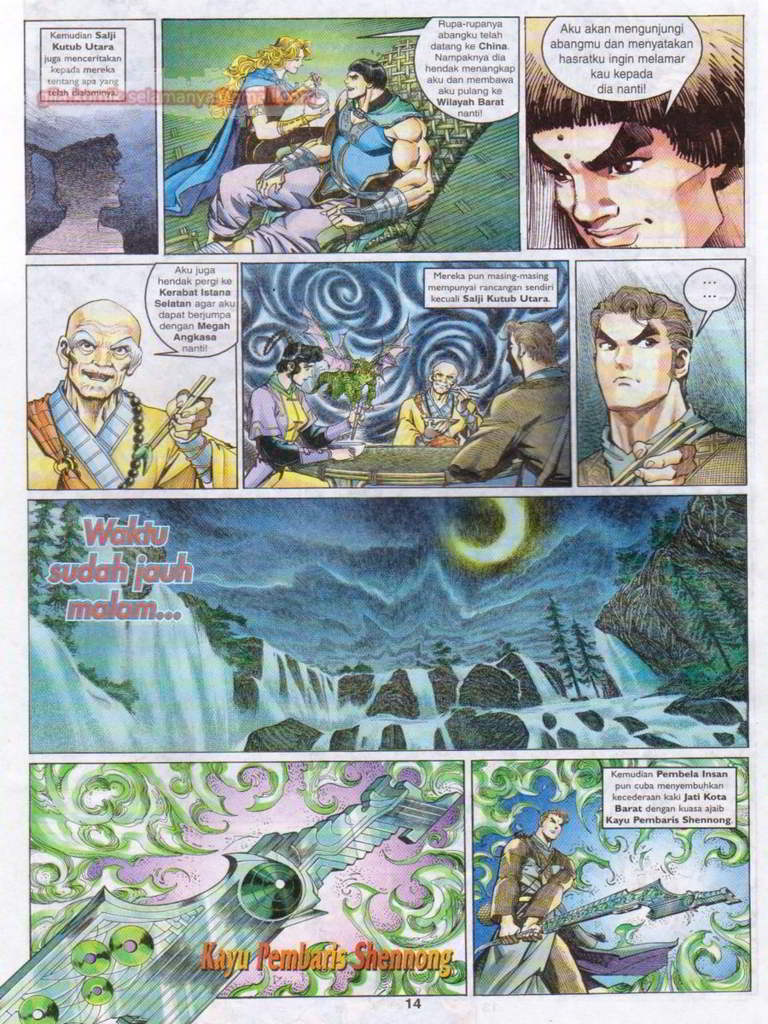 Kemudian Salji
Kutub Utara
juga menceritakan
kepada mereka
tentang apa yang
telah dialaminya.
Rupa-rupanya
abangku telah
datang ke China.
Nampaknya dia
hendak menangkap
aku dan membawa
aku pulang ke
Wilayah Barat
nanti!
Aku akan mengunjungi
abangmu dan menyatakan
hasratku ingin melamar
kau kepada
dia nanti!
Aku juga
hendak pergi ke
Kerabat Istana
Selatan agar aku
dapat berjumpa
dengan Megah
Angkasa
nanti!
Mereka pun masing-masing
mempunyai rancangan sendiri
kecuali Salji Kutub Utara.
...
...
Waktu
sudah jauh
malam...
Kayu Pembaris Shennong
Kemudian Pembela Insan
pun cuba menyembuhkan
kecederaan kaki Jati Kota
Barat dengan kuasa ajaib
Kayu Pembaris Shennong.
14